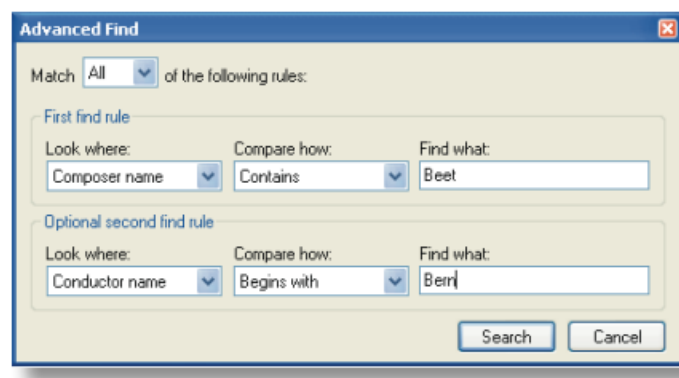 Advanced Find
Match All of the following rules:
First find rule
Look where: Compare how: Find what:
Composer name Contains Beet
Optional second find rule
Look where: Compare how: Find what:
Conductor name Begins with Bern
Search Cancel